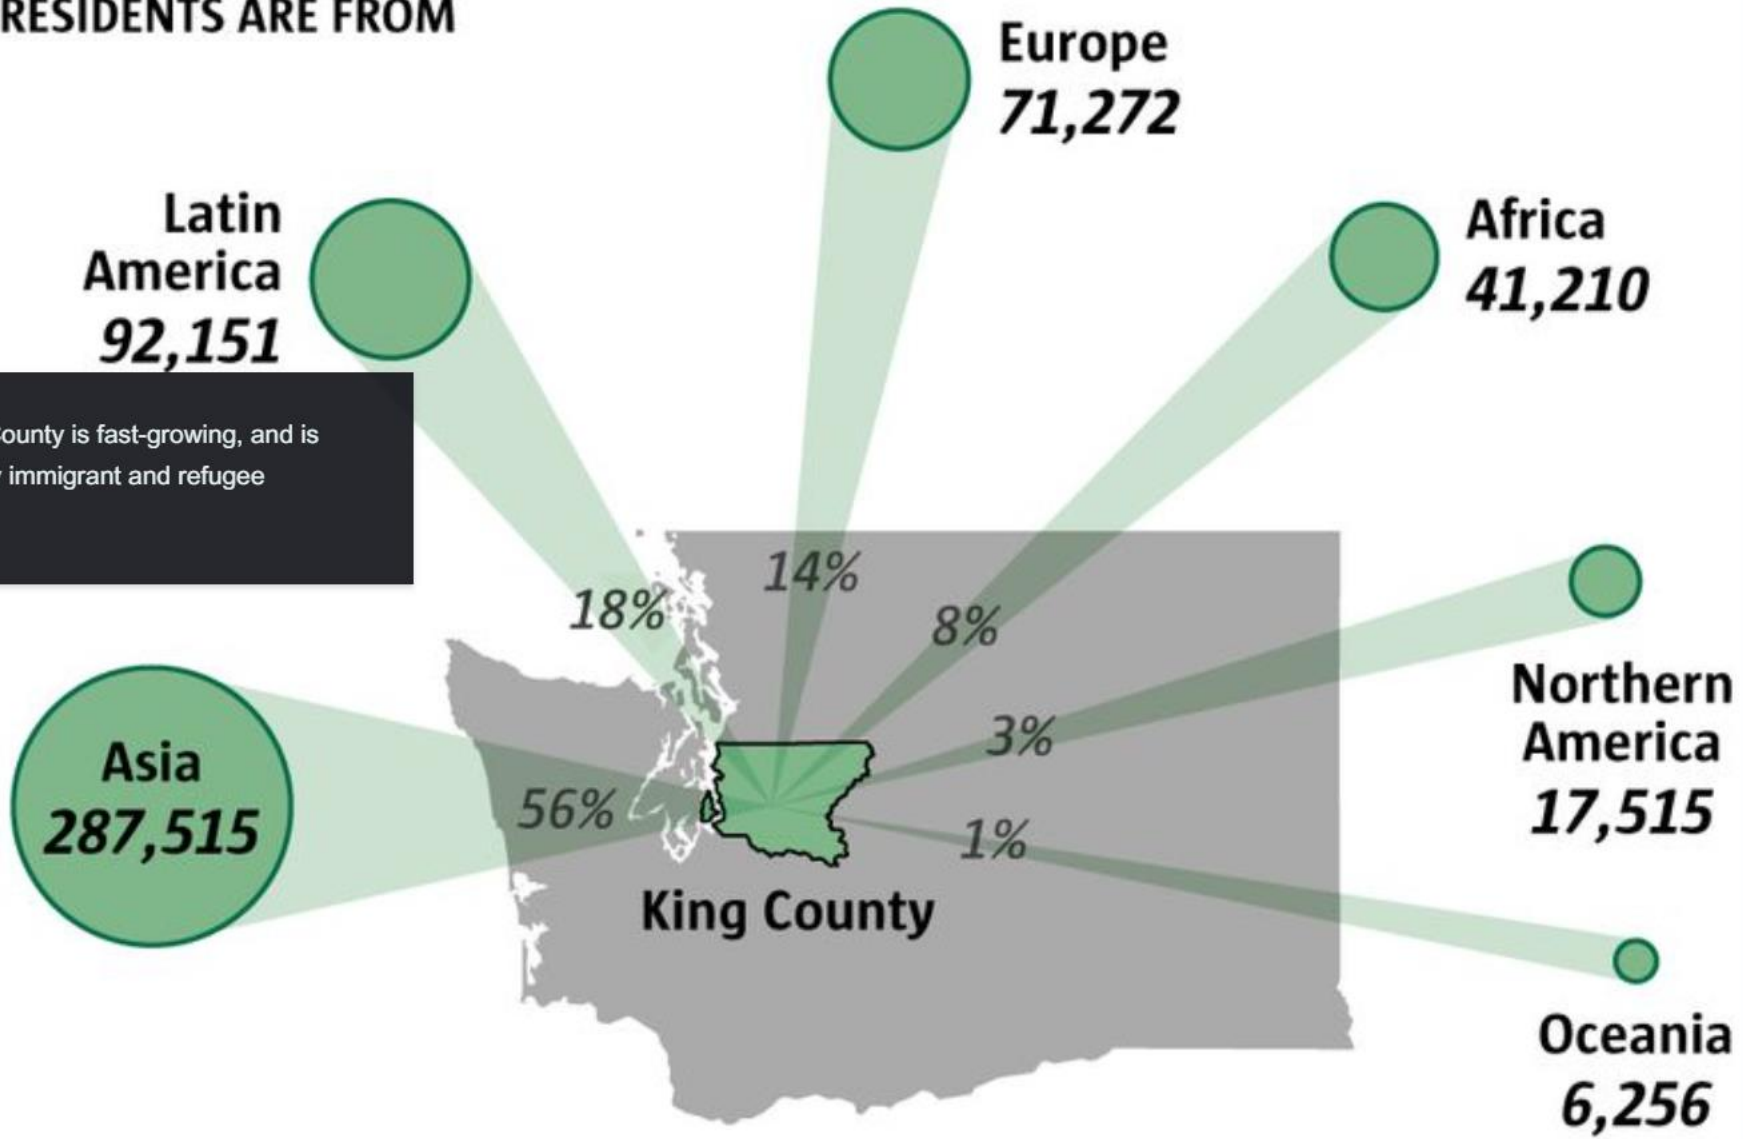 RESIDENTS ARE FROM
Europe
71,272
Latin
America
92,151
Africa
41,210
County is fast-growing, and is
immigrant and refugee
14%
18%
8%
Northern
America
17,515
3%
Asia
287,515
56%
1%
King County
Oceania
6,256